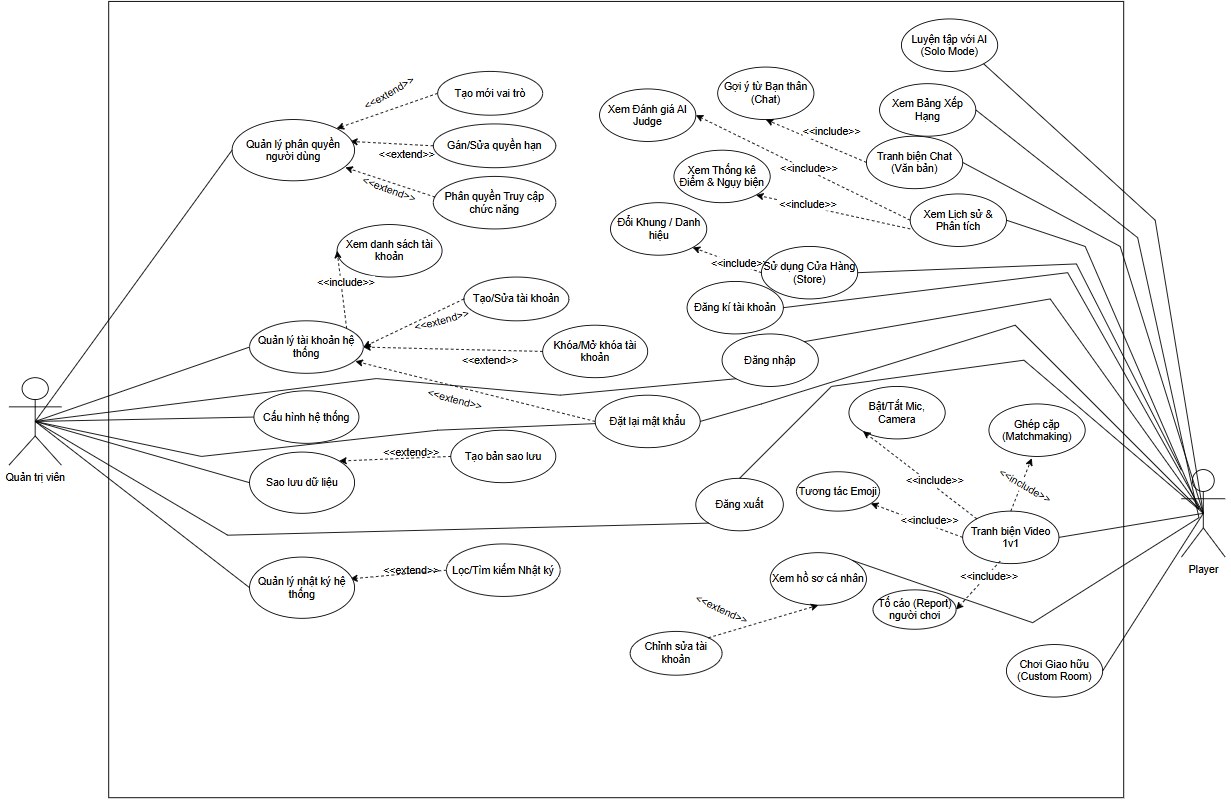 Luyện tập với AI
(Solo Mode)
Xem Bảng Xếp
Hạng
Gợi ý từ Bạn thân
(Chat)
Xem Đánh giá AI
Judge
<<include>>
Tranh biện Chat
(Văn bản)
<<include>>
Xem Thống kê
Điểm & Ngụy biện
<<include>>
Xem Lịch sử &
Phân tích
Đổi Khung / Danh
hiệu
<<include>>
Sử dụng Cửa Hàng
(Store)
Đăng kí tài khoản
Đăng nhập
<<extend>>
Tạo mới vai trò
Quản lý phân quyền
người dùng
<<extend>>
Gán/Sửa quyền hạn
<<extend>>
Phân quyền Truy cập
chức năng
Xem danh sách tài
khoản
<<include>>
Tạo/Sửa tài khoản
<<extend>>
Quản lý tài khoản hệ
thống
<<extend>>
Khóa/Mở khóa tài
khoản
<<extend>>
Đặt lại mật khẩu
Cấu hình hệ thống
<<extend>>
Tạo bản sao lưu
Sao lưu dữ liệu
Quản trị viên
Đăng xuất
Bật/Tắt Mic,
Camera
Ghép cặp
(Matchmaking)
<<include>>
<<include>>
Tương tác Emoji
<<include>>
Tranh biện Video
1v1
<<include>>
Player
Quản lý nhật ký hệ
thống
<<extend>>
Lọc/Tìm kiếm Nhật ký
Xem hồ sơ cá nhân
<<extend>>
Tố cáo (Report)
người chơi
Chỉnh sửa tài
khoản
Chơi Giao hữu
(Custom Room)